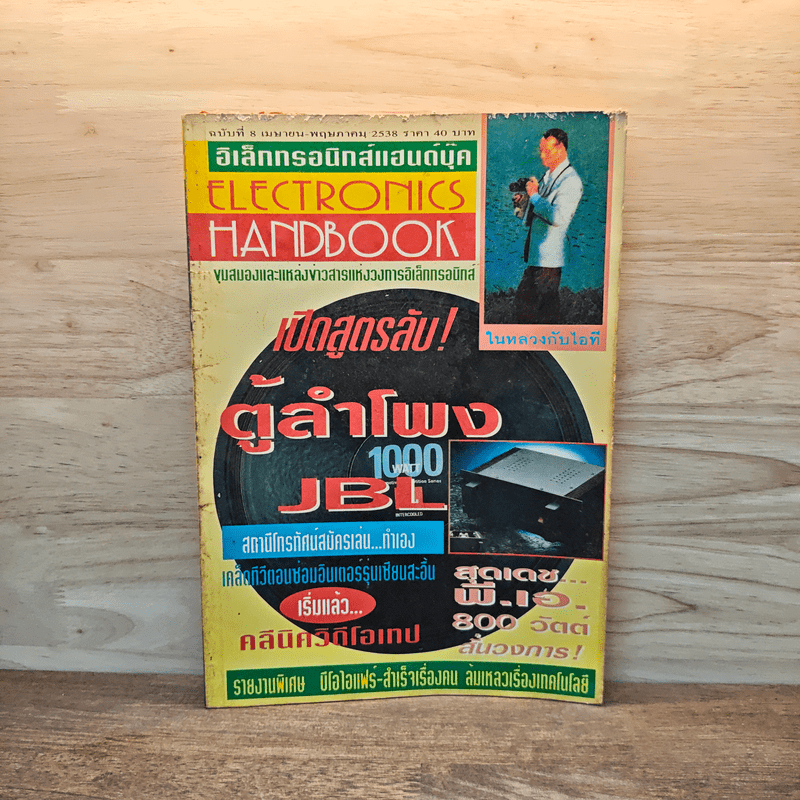 ฉบับที่ 8 เมษายน-พฤษภาคม 2538 ราคา 40 บาท
อิเล็กทรอนิกส์แฮนด์บุ๊ค
ELECTRONICS
HANDBOOK
ขุมสมองและแหล่งข่าวสารแห่งวงการอิเล็กทรอนิกส์
ในหลวงกับไอที
เปิดสูตรลับ!
ตู้ลำโพง
1000
WATT
JBL
INTERCOOLED
สถานีโทรทัศน์สมัครเล่น...ทำเอง
เคล็ดทีวีตอนซ่อมอินเตอร์รุ่นเซียนสะอื้น
เริ่มแล้ว...
คลีนิควิดีโอเทป
สุดเดช...
พี.เอ.
800 วัตต์
ลั่นวงการ!
รายงานพิเศษ บีโอไอแฟร์-สำเร็จเรื่องคน ล้มเหลวเรื่องเทคโนโลยี